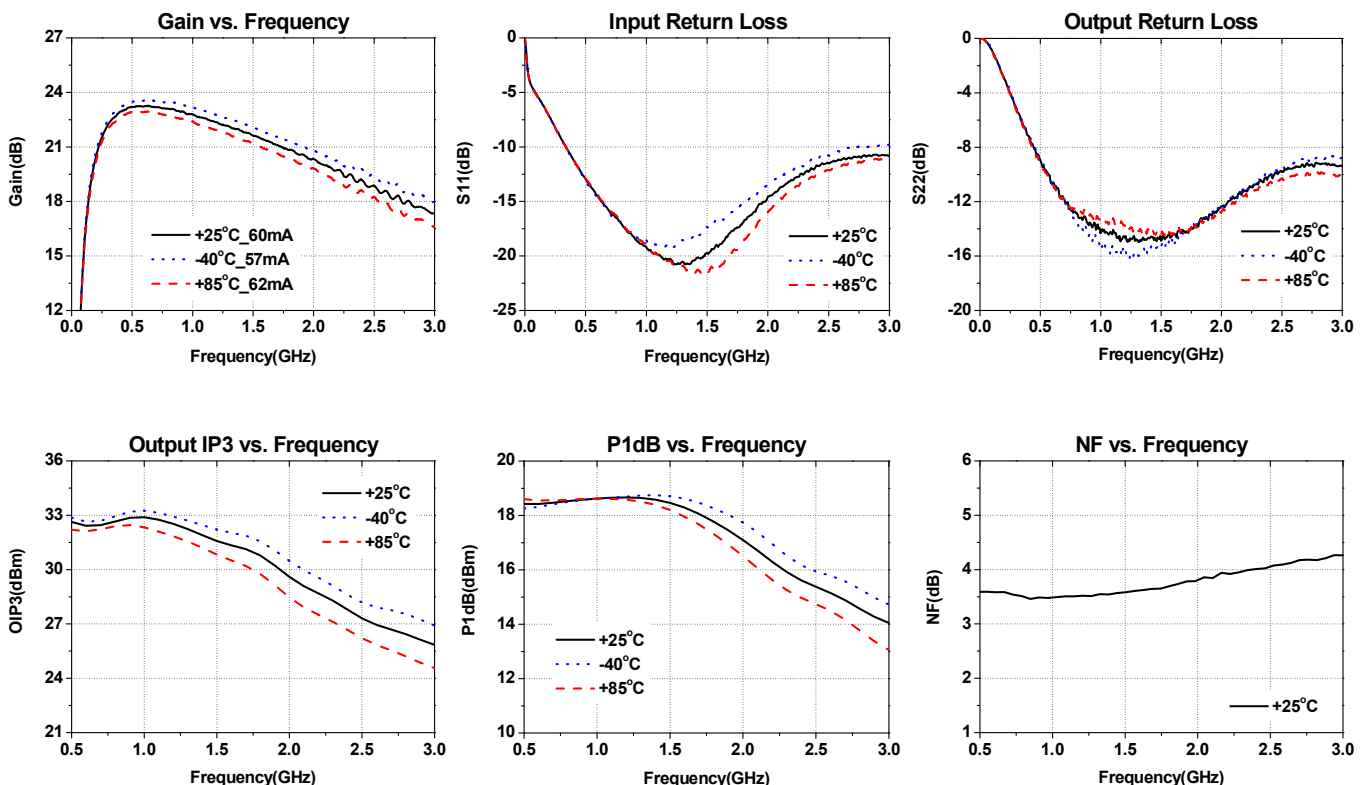 Gain vs. Frequency
27
24
21
18
15
12
Gain(dB)
+25°C_60mA
-40°C_57mA
+85°C_62mA
0.0 0.5 1.0 1.5 2.0 2.5 3.0
Frequency(GHz)
Input Return Loss
0
-5
-10
-15
-20
-25
S11(dB)
+25°C
-40°C
+85°C
0.0 0.5 1.0 1.5 2.0 2.5 3.0
Frequency(GHz)
Output Return Loss
0
-4
-8
-12
-16
-20
S22(dB)
+25°C
-40°C
+85°C
0.0 0.5 1.0 1.5 2.0 2.5 3.0
Frequency(GHz)
Output IP3 vs. Frequency
36
33
30
27
24
21
OIP3(dBm)
+25°C
-40°C
+85°C
0.5 1.0 1.5 2.0 2.5 3.0
Frequency(GHz)
P1dB vs. Frequency
20
18
16
14
12
10
P1dB(dBm)
+25°C
-40°C
+85°C
0.5 1.0 1.5 2.0 2.5 3.0
Frequency(GHz)
NF vs. Frequency
6
5
4
3
2
1
NF(dB)
+25°C
0.5 1.0 1.5 2.0 2.5 3.0
Frequency(GHz)